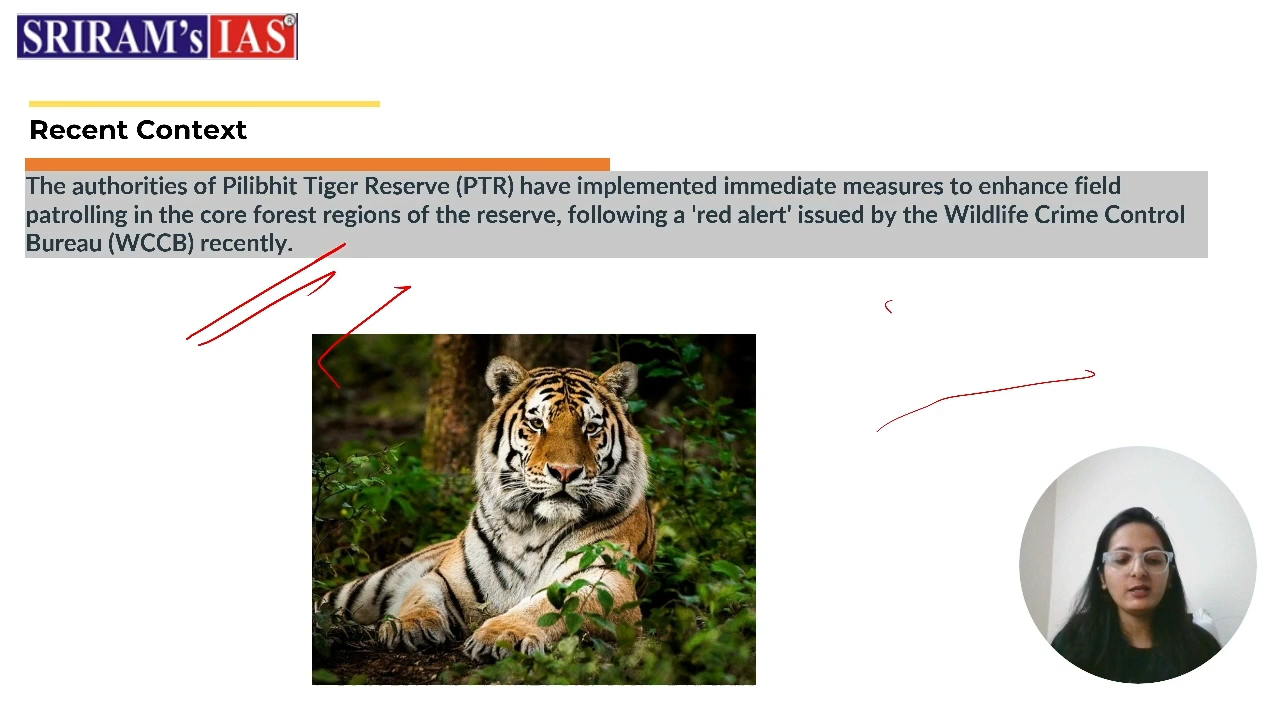 SRIRAM's IAS ®
Recent Context
The authorities of Pilibhit Tiger Reserve (PTR) have implemented immediate measures to enhance field
patrolling in the core forest regions of the reserve, following a 'red alert' issued by the Wildlife Crime Control
Bureau (WCCB) recently.